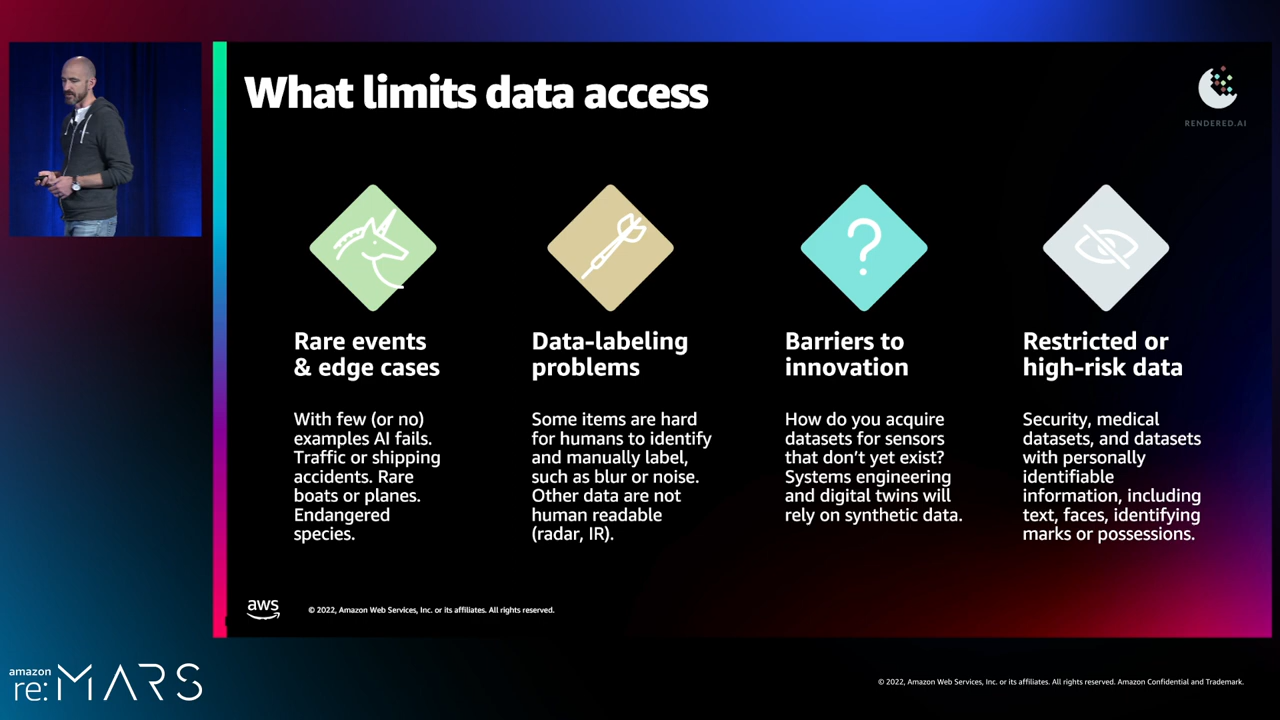 What limits data access
RENDERED.AI
Rare events
& edge cases
With few (or no)
examples AI fails.
Traffic or shipping
accidents. Rare
boats or planes.
Endangered
species.
Data-labeling
problems
Some items are hard
for humans to identify
and manually label,
such as blur or noise.
Other data are not
human readable
(radar, IR).
Barriers to
innovation
How do you acquire
datasets for sensors
that don’t yet exist?
Systems engineering
and digital twins will
rely on synthetic data.
Restricted or
high-risk data
Security, medical
datasets, and datasets
with personally
identifiable
information, including
text, faces, identifying
marks or possessions.
aws
© 2022, Amazon Web Services, Inc. or its affiliates. All rights reserved.
amazon
re:MARS
© 2022, Amazon Web Services, Inc. or its affiliates. All rights reserved. Amazon Confidential and Trademark.